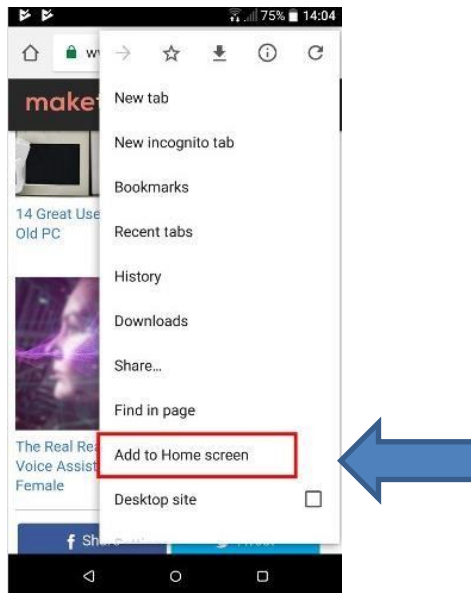 75% 14:04
make
New tab
New incognito tab
Bookmarks
Recent tabs
History
Downloads
Share...
Find in page
Add to Home screen
Desktop site
14 Great Use
Old PC
The Real Re
Voice Assist
Female
f Sh